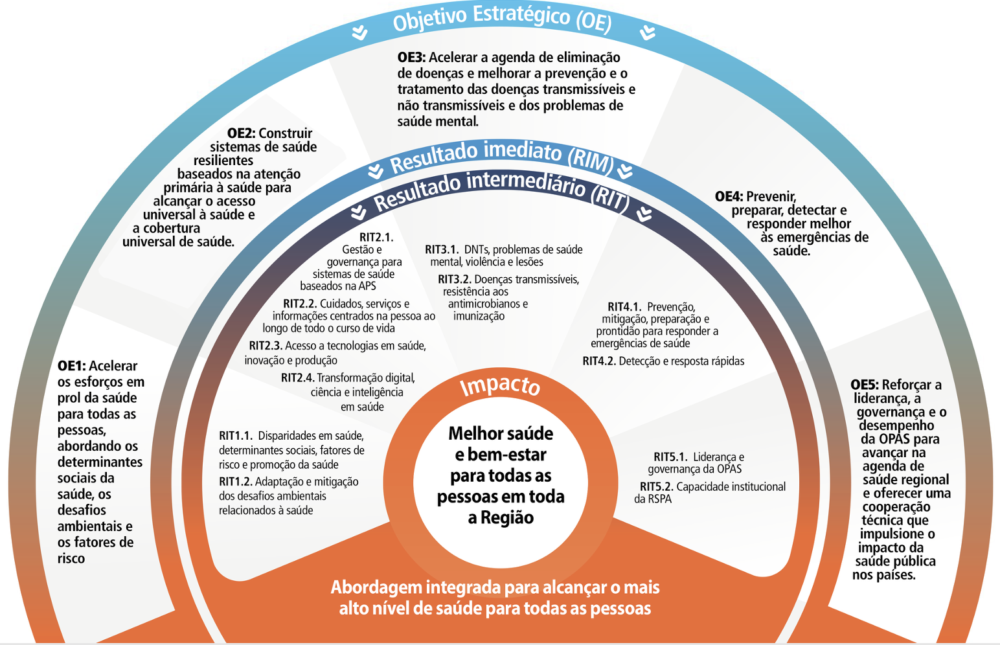 Objetivo Estratégico (OE)
OE3: Acelerar a agenda de eliminação
de doenças e melhorar a prevenção e o
tratamento das doenças transmissíveis e
não transmissíveis e dos problemas de
saúde mental.
OE2: Construir
sistemas de saúde
resilientes
baseados na atenção
primária à saúde para
alcançar o acesso
universal à saúde e
a cobertura
universal de saúde.
Resultado imediato (RIM)
Resultado intermediário (RIT)
OE4: Prevenir,
preparar, detectar e
responder melhor
às emergências de
saúde.
RIT2.1.
Gestão e
governança para
sistemas de saúde
baseados na APS
RIT2.2. Cuidados, serviços e
informações centrados na pessoa ao
longo de todo o curso de vida
RIT2.3. Acesso a tecnologias em saúde,
inovação e produção
RIT2.4. Transformação digital,
ciência e inteligência
em saúde
RIT3.1. DNTs, problemas de saúde
mental, violência e lesões
RIT3.2. Doenças transmissíveis,
resistência aos
antimicrobianos e
imunização
RIT4.1. Prevenção,
mitigação, preparação e
prontidão para responder a
emergências de saúde
RIT4.2. Detecção e resposta rápidas
OE1: Acelerar
os esforços em
prol da saúde
para todas as
pessoas,
abordando os
determinantes
sociais da
saúde, os
desafios
ambientais e
os fatores de
risco
RIT1.1. Disparidades em saúde,
determinantes sociais, fatores de
risco e promoção da saúde
RIT1.2. Adaptação e mitigação
dos desafios ambientais
relacionados à saúde
Impacto
Melhor saúde
e bem-estar
para todas as
pessoas em toda
a Região
RIT5.1. Liderança e
governança da OPAS
RIT5.2. Capacidade institucional
da RSPA
OE5: Reforçar a
liderança, a
governança e o
desempenho
da OPAS para
avançar na
agenda de
saúde regional
e oferecer uma
cooperação
técnica que
impulsione o
impacto da
saúde pública
nos países.
Abordagem integrada para alcançar o mais
alto nível de saúde para todas as pessoas